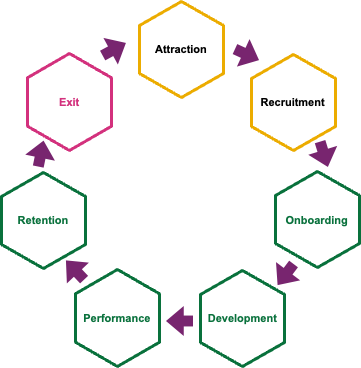 Attraction
Recruitment
Onboarding
Development
Performance
Retention
Exit